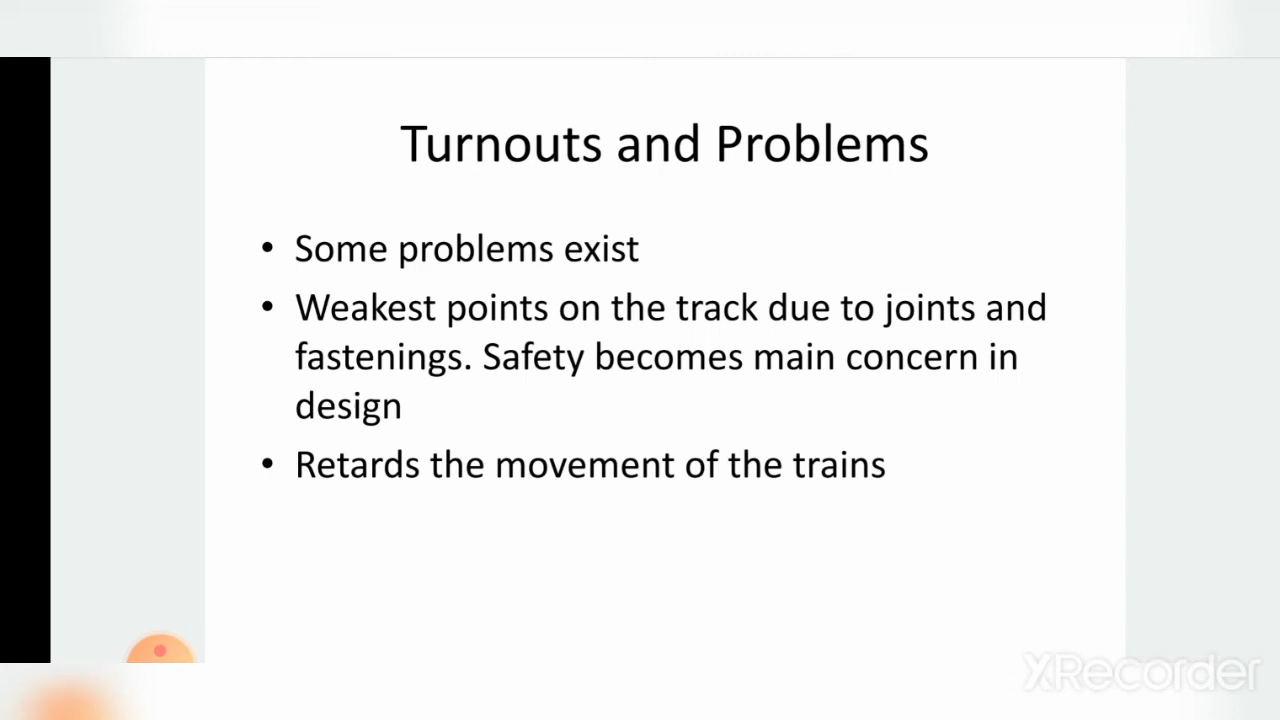 Turnouts and Problems
• Some problems exist
• Weakest points on the track due to joints and
fastenings. Safety becomes main concern in
design
• Retards the movement of the trains
XRecorder